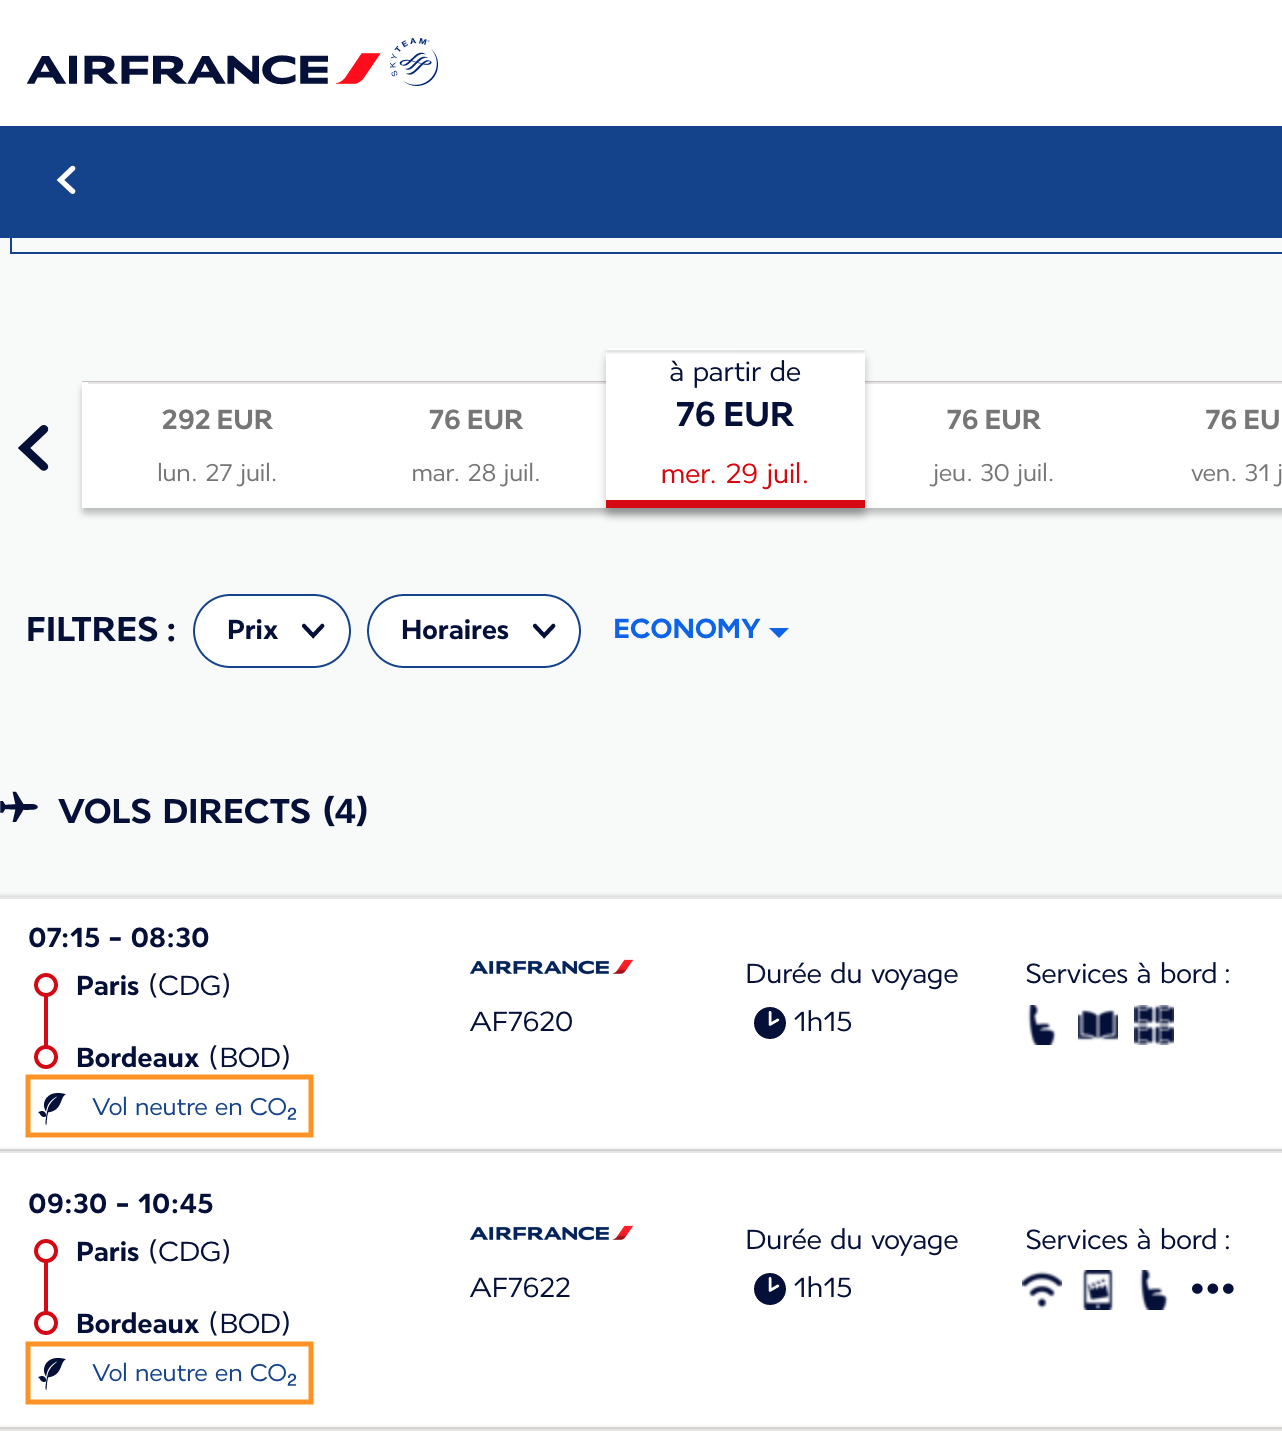 AIRFRANCE
SKYTEAM
à partir de
292 EUR
76 EUR
76 EUR
76 EUR
76 EU
lun. 27 juil.
mar. 28 juil.
mer. 29 juil.
jeu. 30 juil.
ven. 31 j
FILTRES :
Prix
Horaires
ECONOMY
VOLS DIRECTS (4)
07:15 - 08:30
Paris (CDG)
Bordeaux (BOD)
Vol neutre en CO₂
AIRFRANCE
AF7620
Durée du voyage
1h15
Services à bord :
09:30 - 10:45
Paris (CDG)
Bordeaux (BOD)
Vol neutre en CO₂
AIRFRANCE
AF7622
Durée du voyage
1h15
Services à bord :